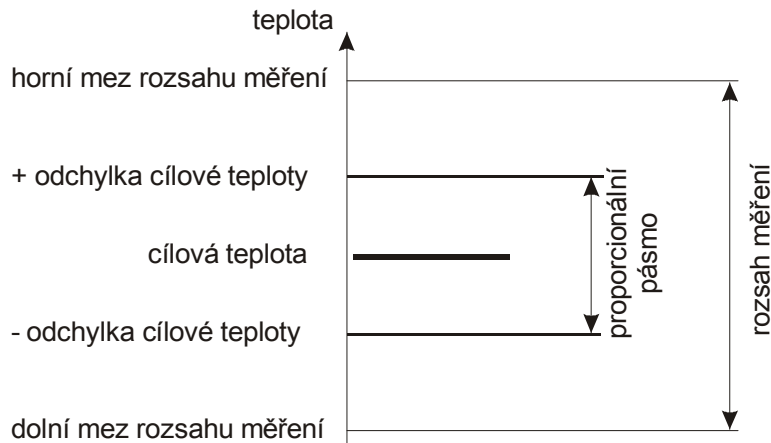 teplota
horní mez rozsahu měření
+ odchylka cílové teploty
cílová teplota
- odchylka cílové teploty
dolní mez rozsahu měření
proporcionální
pásmo
rozsah měření